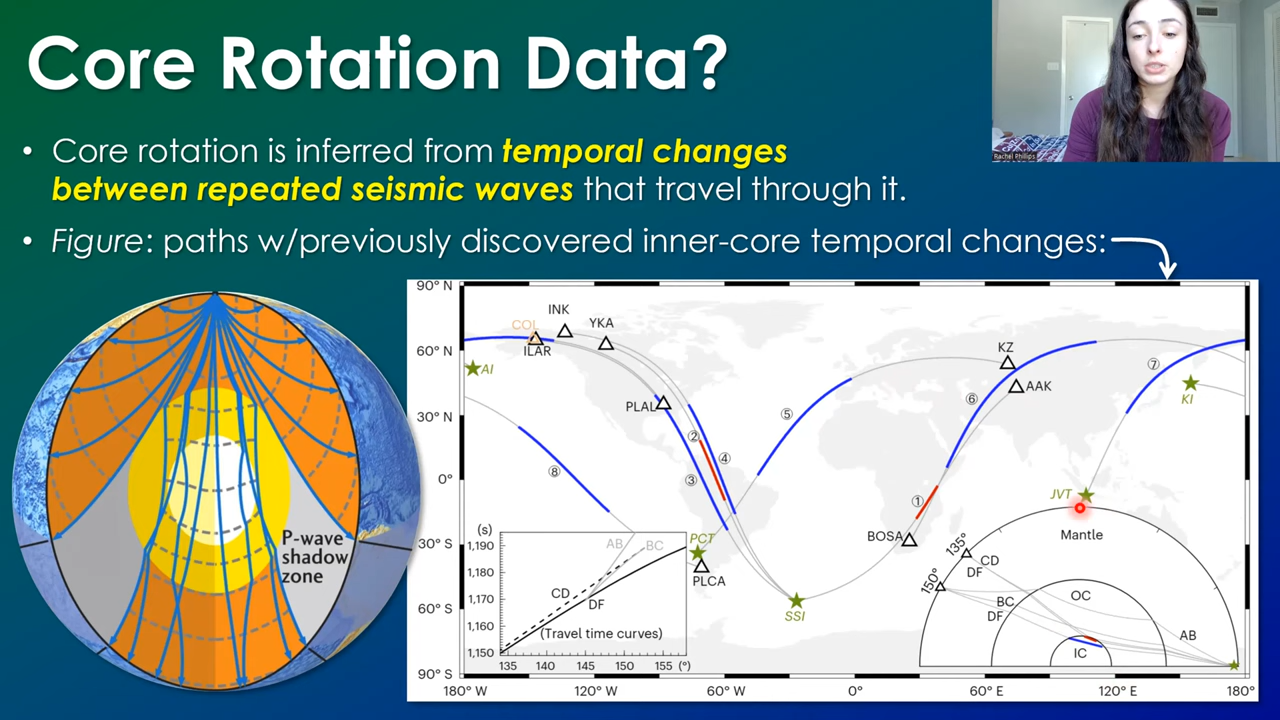 Core Rotation Data?
Rachel Phillips
• Core rotation is inferred from temporal changes
between repeated seismic waves that travel through it.
• Figure: paths w/previously discovered inner-core temporal changes:
P-wave
shadow
zone
90° N
60° N
30° N
0°
30° S
60° S
90° S
180° W
120° W
60° W
0°
60° E
120° E
180°
COL
INK
YKA
ILAR
AI
PLAL
②
④
③
⑤
⑧
KZ
AAK
⑥
⑦
KI
①
BOSA
JVT
PCT
PLCA
SSI
(s)
1,190
1,180
1,170
1,160
1,150
AB
BC
CD
DF
(Travel time curves)
135
140
145
150
155
(°)
Mantle
135°
CD
DF
150°
BC
DF
OC
AB
IC